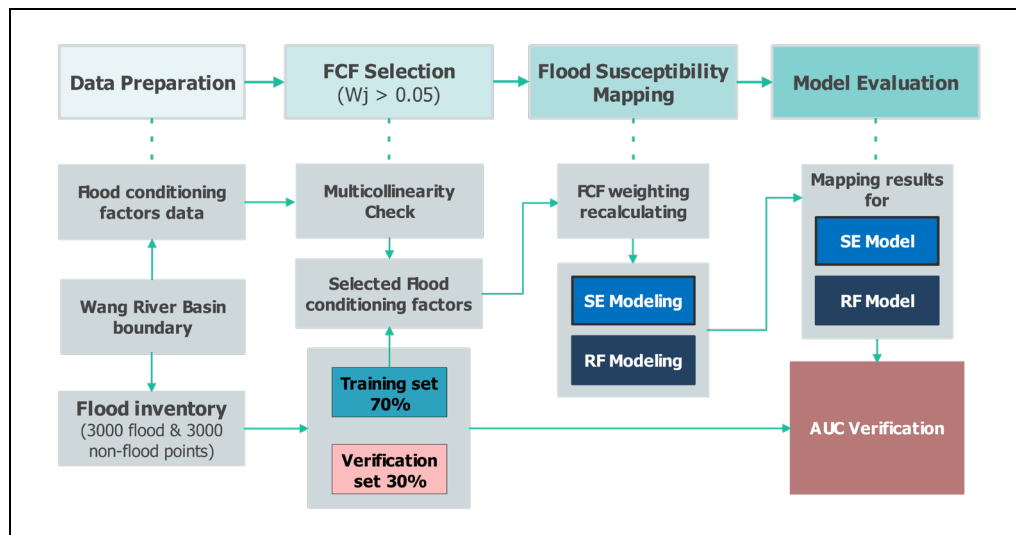 Data Preparation
FCF Selection
(Wj > 0.05)
Flood Susceptibility
Mapping
Model Evaluation
Flood conditioning
factors data
Multicollinearity
Check
FCF weighting
recalculating
Mapping results
for
SE Model
RF Model
Wang River Basin
boundary
Selected Flood
conditioning factors
SE Modeling
RF Modeling
Flood inventory
(3000 flood & 3000
non-flood points)
Training set
70%
Verification
set 30%
AUC Verification